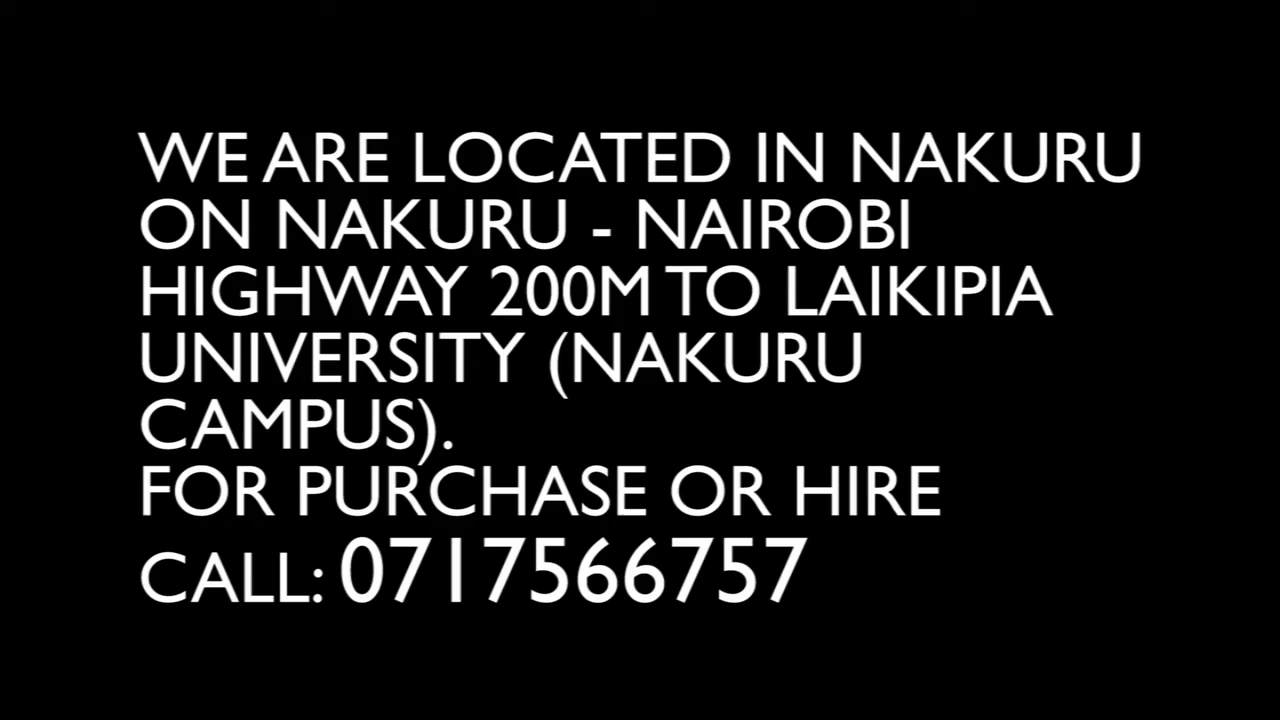 WE ARE LOCATED IN NAKURU
ON NAKURU - NAIROBI
HIGHWAY 200M TO LAIKIPIA
UNIVERSITY (NAKURU
CAMPUS).
FOR PURCHASE OR HIRE
CALL: 0717566757